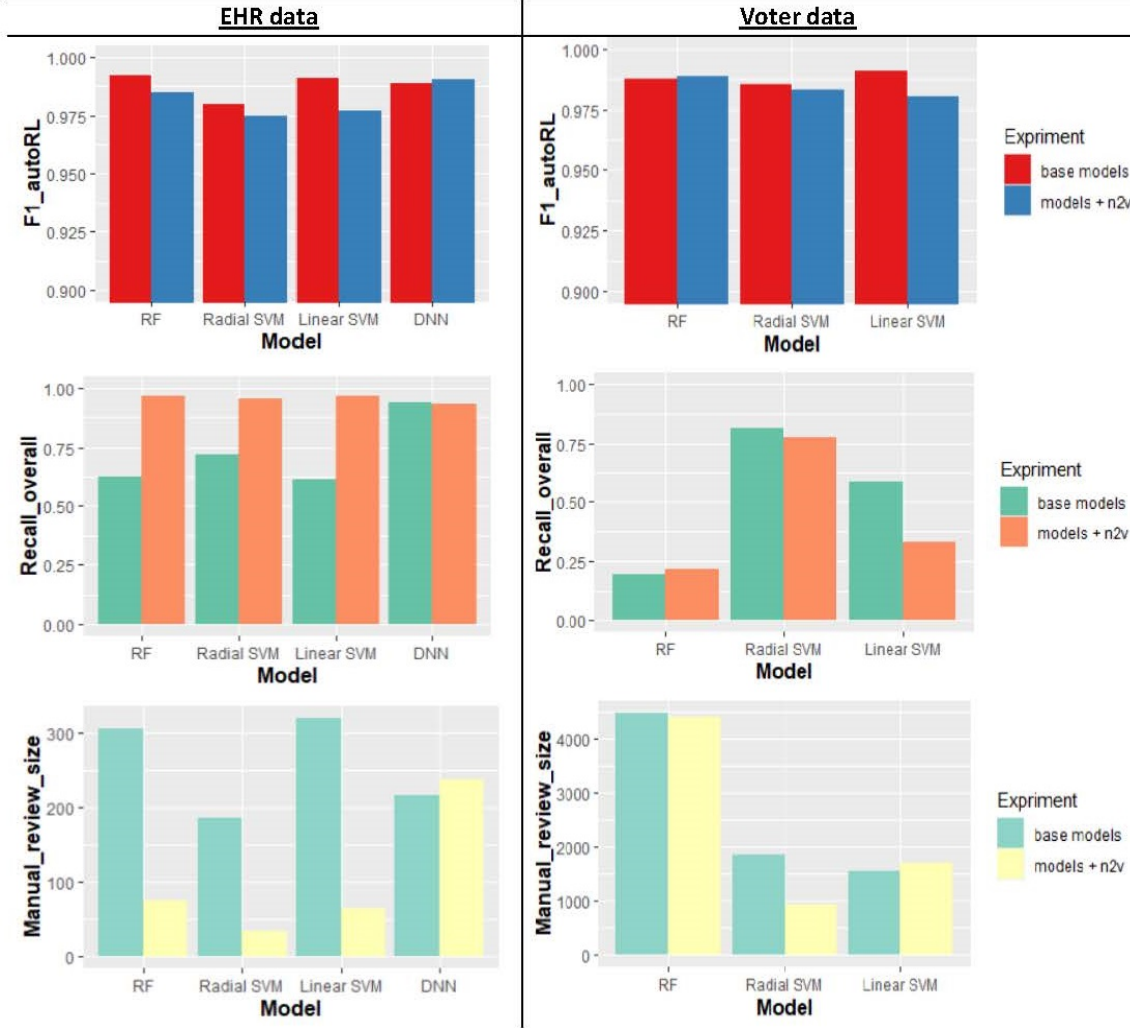 EHR data
Voter data
F1_autoRL
1.000
0.975
0.950
0.925
0.900
RF Radial SVM Linear SVM DNN
Model
F1_autoRL
1.000
0.975
0.950
0.925
0.900
RF Radial SVM Linear SVM
Model
Expriment
base models
models + n2v
Recall_overall
1.00
0.75
0.50
0.25
0.00
RF Radial SVM Linear SVM DNN
Model
Recall_overall
1.00
0.75
0.50
0.25
0.00
RF Radial SVM Linear SVM
Model
Expriment
base models
models + n2v
Manual_review_size
300
200
100
0
RF Radial SVM Linear SVM DNN
Model
Manual_review_size
4000
3000
2000
1000
0
RF Radial SVM Linear SVM
Model
Expriment
base models
models + n2v